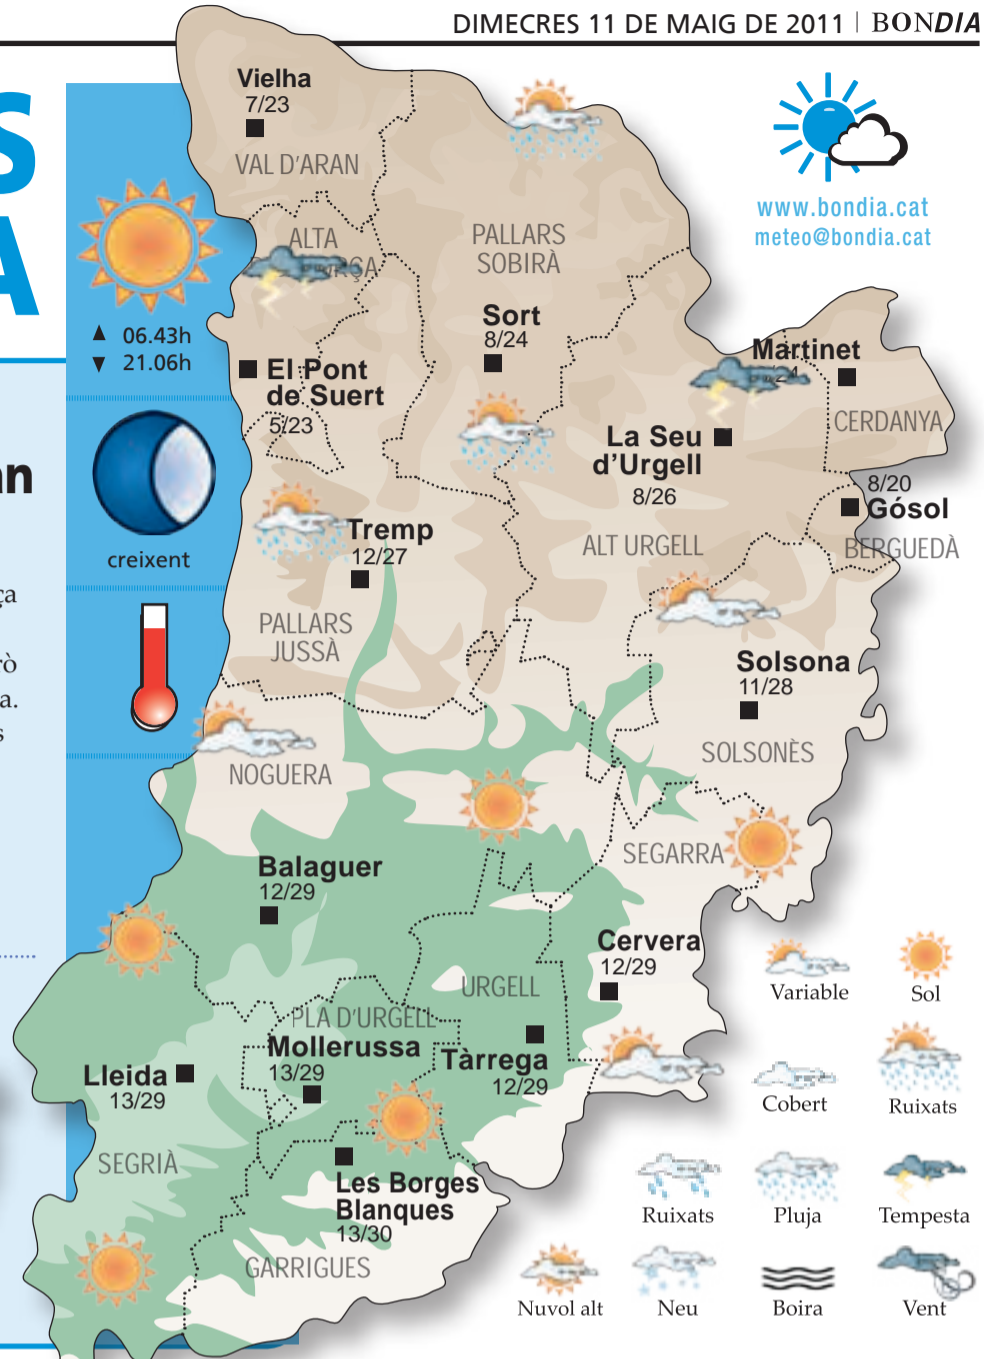 DIMECRES 11 DE MAIG DE 2011 | BONDIA
S
A
www.bondia.cat
meteo@bondia.cat
Vielha
7/23
VAL D'ARAN
ALTA
PALLARS
SOBIRÀ
06.43h
21.06h
Sort
8/24
Martinet
El Pont
de Suert
5/23
CERDANYA
La Seu
d'Urgell
8/26
8/20
Gósol
BERGUEDÀ
an
creixent
Tremp
12/27
ALT URGELL
ça
rò
a.
s
PALLARS
JUSSÀ
Solsona
11/28
SOLSONÈS
NOGUERA
SEGARRA
Balaguer
12/29
Cervera
12/29
URGELL
PLA D'URGELL
Mollerussa
13/29
Tàrrega
12/29
Lleida
13/29
SEGRIÀ
Les Borges
Blanques
13/30
GARRIGUES
Variable
Sol
Cobert
Ruixats
Ruixats
Pluja
Tempesta
Nuvol alt
Neu
Boira
Vent